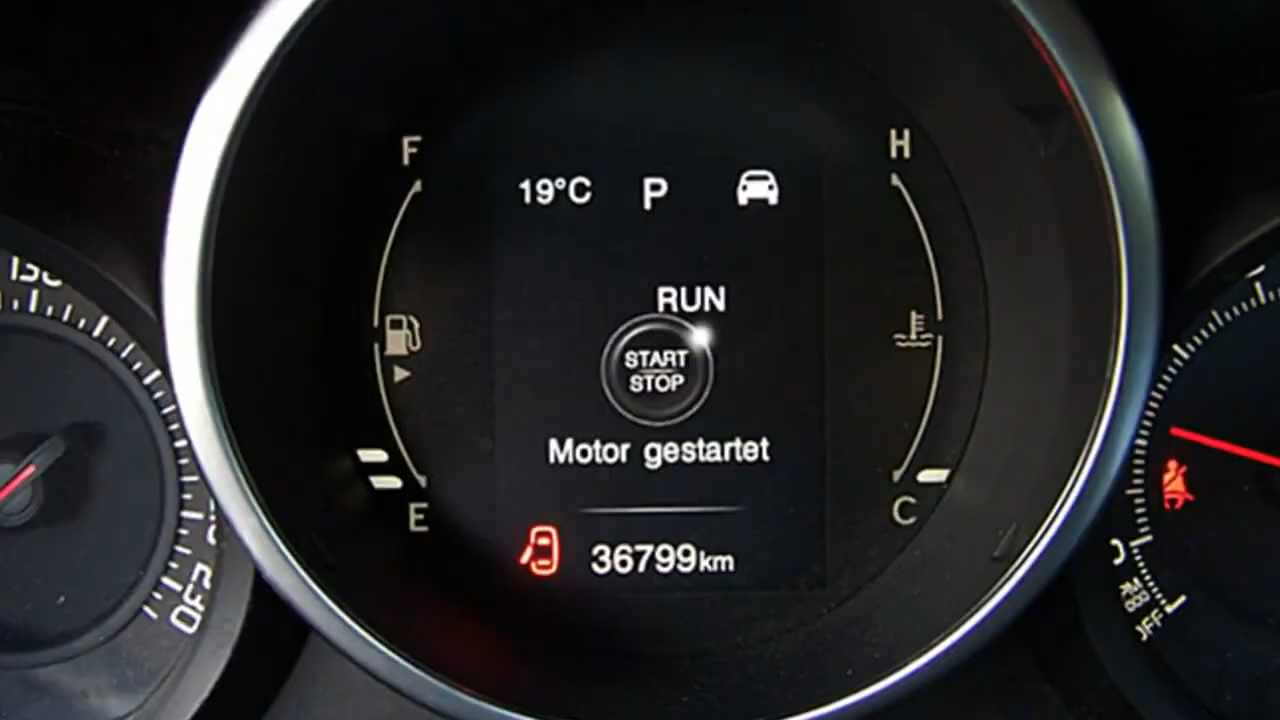 F
H
19°C P
RUN
START
STOP
Motor gestartet
E
C
36799km